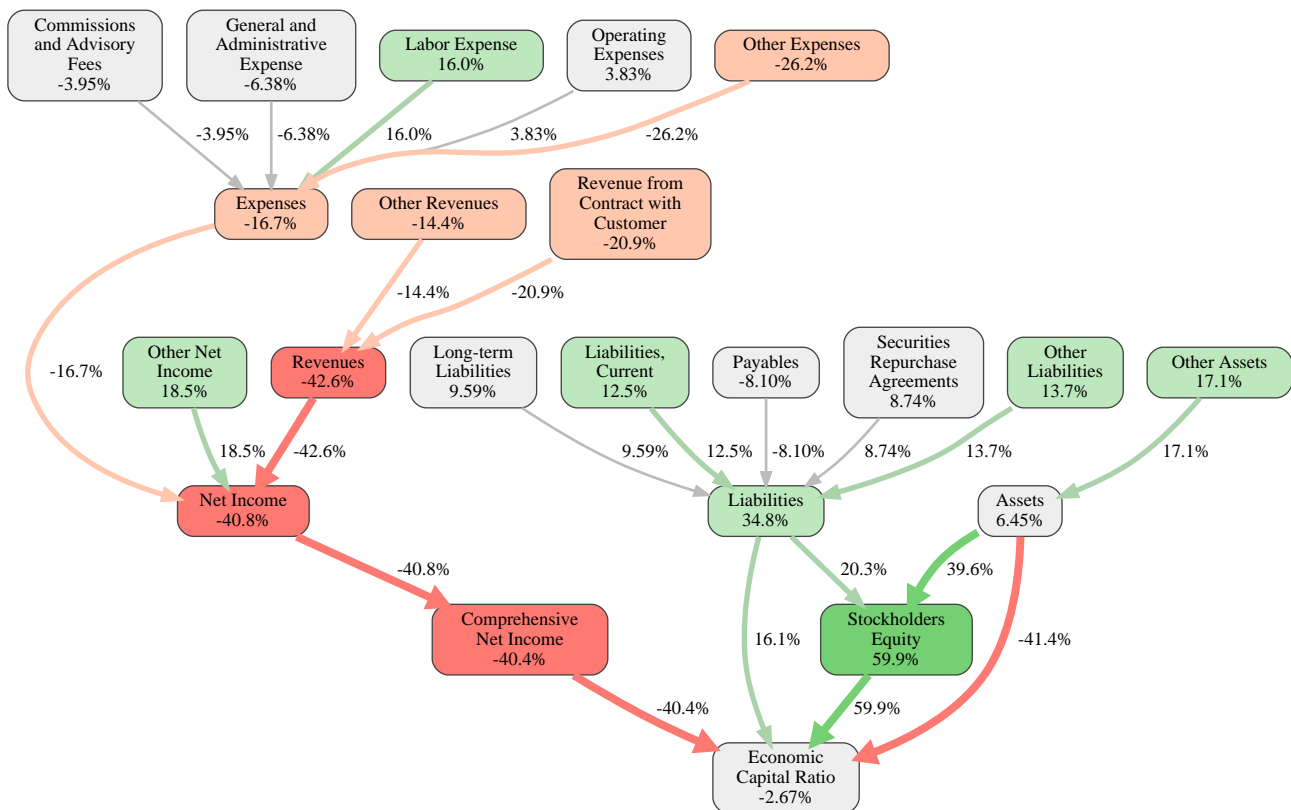 Commissions
and Advisory
Fees
-3.95%
General and
Administrative
Expense
-6.38%
Labor Expense
16.0%
Operating
Expenses
3.83%
Other Expenses
-26.2%
-3.95%
-6.38%
16.0%
3.83%
-26.2%
Expenses
-16.7%
Other Revenues
-14.4%
Revenue from
Contract with
Customer
-20.9%
-14.4%
-20.9%
-16.7%
Other Net
Income
18.5%
Revenues
-42.6%
Long-term
Liabilities
9.59%
Liabilities,
Current
12.5%
Payables
-8.10%
Securities
Repurchase
Agreements
8.74%
Other
Liabilities
13.7%
Other Assets
17.1%
18.5%
-42.6%
9.59%
12.5%
-8.10%
8.74%
13.7%
17.1%
Net Income
-40.8%
Liabilities
34.8%
Assets
6.45%
-40.8%
20.3%
39.6%
Comprehensive
Net Income
-40.4%
16.1%
Stockholders
Equity
59.9%
-41.4%
-40.4%
59.9%
Economic
Capital Ratio
-2.67%